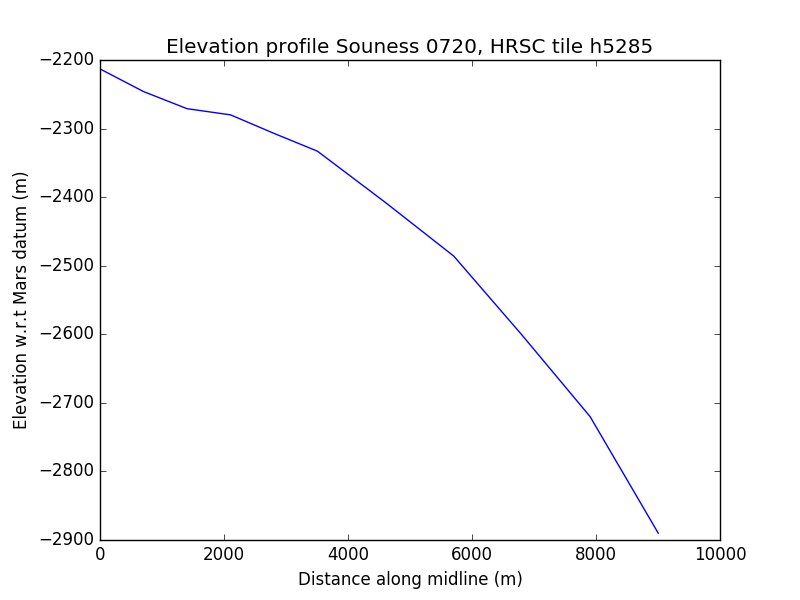 Elevation profile Souness 0720, HRSC tile h5285
−2200
−2300
−2400
−2500
−2600
−2700
−2800
−2900
Elevation w.r.t Mars datum (m)
0 2000 4000 6000 8000 10000
Distance along midline (m)